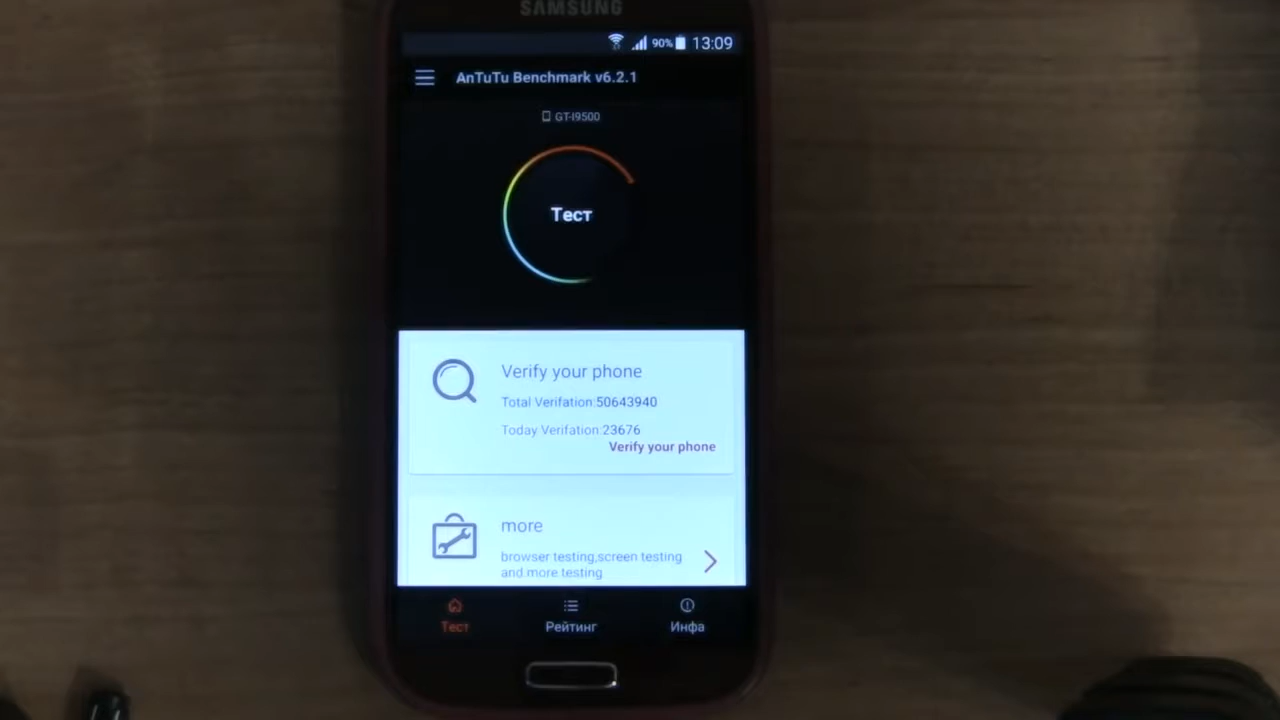 SAMSUNG
90% 13:09
AnTuTu Benchmark v6.2.1
GT-I9500
Тест
Verify your phone
Total Verifation:50643940
Today Verifation:23676
Verify your phone
more
browser testing,screen testing
and more testing
Тест Рейтинг Инфа